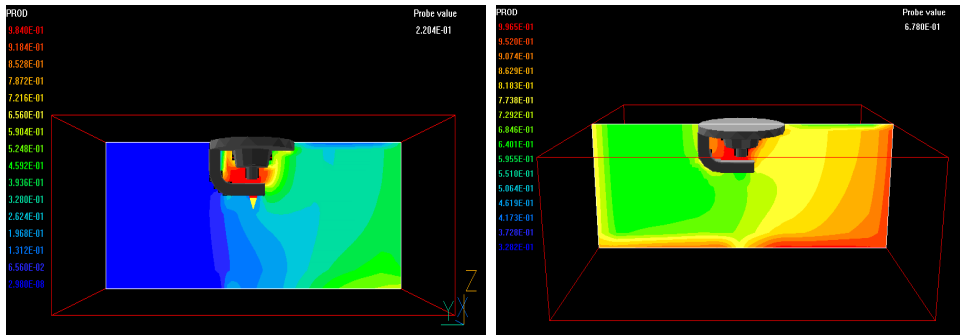 PROD
Probe value
9.840E-01
2.204E-01
9.184E-01
8.528E-01
7.872E-01
7.216E-01
6.560E-01
5.904E-01
5.248E-01
4.592E-01
3.936E-01
3.280E-01
2.624E-01
1.968E-01
1.312E-01
6.560E-02
Z
Y X
PROD
Probe value
9.965E-01
6.780E-01
9.520E-01
9.074E-01
8.629E-01
8.183E-01
7.738E-01
7.292E-01
6.846E-01
6.401E-01
5.955E-01
5.510E-01
5.064E-01
4.619E-01
4.173E-01
3.728E-01